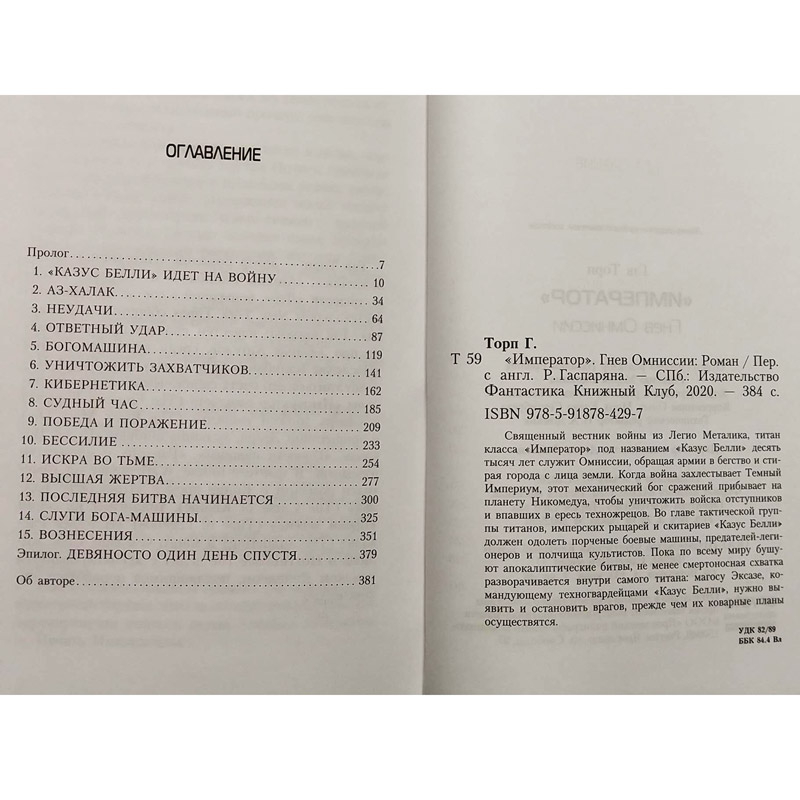 ОГЛАВЛЕНИЕ
Пролог 7
1. «КАЗУС БЕЛЛИ» ИДЕТ НА ВОЙНУ 10
2. АЗ-ХАЛАК 34
3. НЕУДАЧИ 64
4. ОТВЕТНЫЙ УДАР 87
5. БОГОМАШИНА 119
6. УНИЧТОЖИТЬ ЗАХВАТЧИКОВ 141
7. КИБЕРНЕТИКА 162
8. СУДНЫЙ ЧАС 185
9. ПОБЕДА И ПОРАЖЕНИЕ 209
10. БЕССИЛИЕ 233
11. ИСКРА ВО ТЬМЕ 254
12. ВЫСШАЯ ЖЕРТВА 277
13. ПОСЛЕДНЯЯ БИТВА НАЧИНАЕТСЯ 300
14. СЛУГИ БОГА-МАШИНЫ 325
15. ВОЗНЕСЕНИЯ 351
Эпилог. ДЕВЯНОСТО ОДИН ДЕНЬ СПУСТЯ 379
Об авторе 381
Торп Г.
Т 59 «Император». Гнев Омниссии: Роман / Пер.
с англ. Р. Гаспаряна. — СПб.: Издательство
Фантастика Книжный Клуб, 2020. — 384 с.
ISBN 978-5-91878-429-7
Священный вестник войны из Легио Металика, титан
класса «Император» под названием «Казус Белли» десять
тысяч лет служит Омниссии, обращая армии в бегство и сти-
рая города с лица земли. Когда война захлестывает Темный
Империум, этот механический бог сражений прибывает на
планету Никомедуа, чтобы уничтожить войска отступников
и впавших в ересь техножрецов. Во главе тактической груп-
пы титанов, имперских рыцарей и скитариев «Казус Белли»
должен одолеть порченые боевые машины, предателей-леги-
онеров и полчища культистов. Пока по всему миру бушу-
ют апокалиптические битвы, не менее смертоносная схватка
разворачивается внутри самого титана: магосу Эксазе, ко-
мандующему техногвардейцами «Казус Белли», нужно вы-
явить и остановить врагов, прежде чем их коварные планы
осуществятся.
УДК 82/89
ББК 84.4 Вл